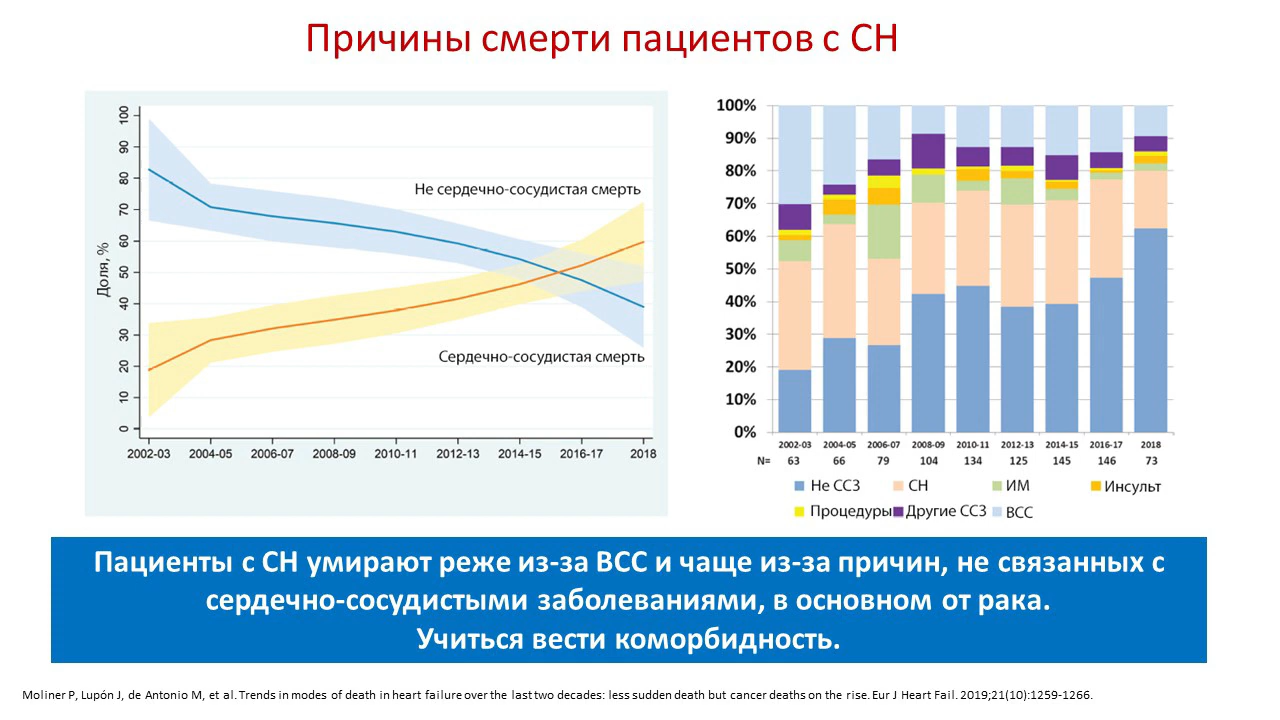 Причины смерти пациентов с СН
Доля, %
100
90
80
70
60
50
40
30
20
10
0
Не сердечно-сосудистая смерть
Сердечно-сосудистая смерть
2002-03 2004-05 2006-07 2008-09 2010-11 2012-13 2014-15 2016-17 2018
100%
90%
80%
70%
60%
50%
40%
30%
20%
10%
0%
2002-03 2004-05 2006-07 2008-09 2010-11 2012-13 2014-15 2016-17 2018
N= 63 66 79 104 134 125 145 146 73
Не ССЗ СН ИМ Инсульт
Процедуры Другие ССЗ ВСС
Пациенты с СН умирают реже из-за ВСС и чаще из-за причин, не связанных с
сердечно-сосудистыми заболеваниями, в основном от рака.
Учиться вести коморбидность.
Moliner P, Lupón J, de Antonio M, et al. Trends in modes of death in heart failure over the last two decades: less sudden death but cancer deaths on the rise. Eur J Heart Fail. 2019;21(10):1259-1266.